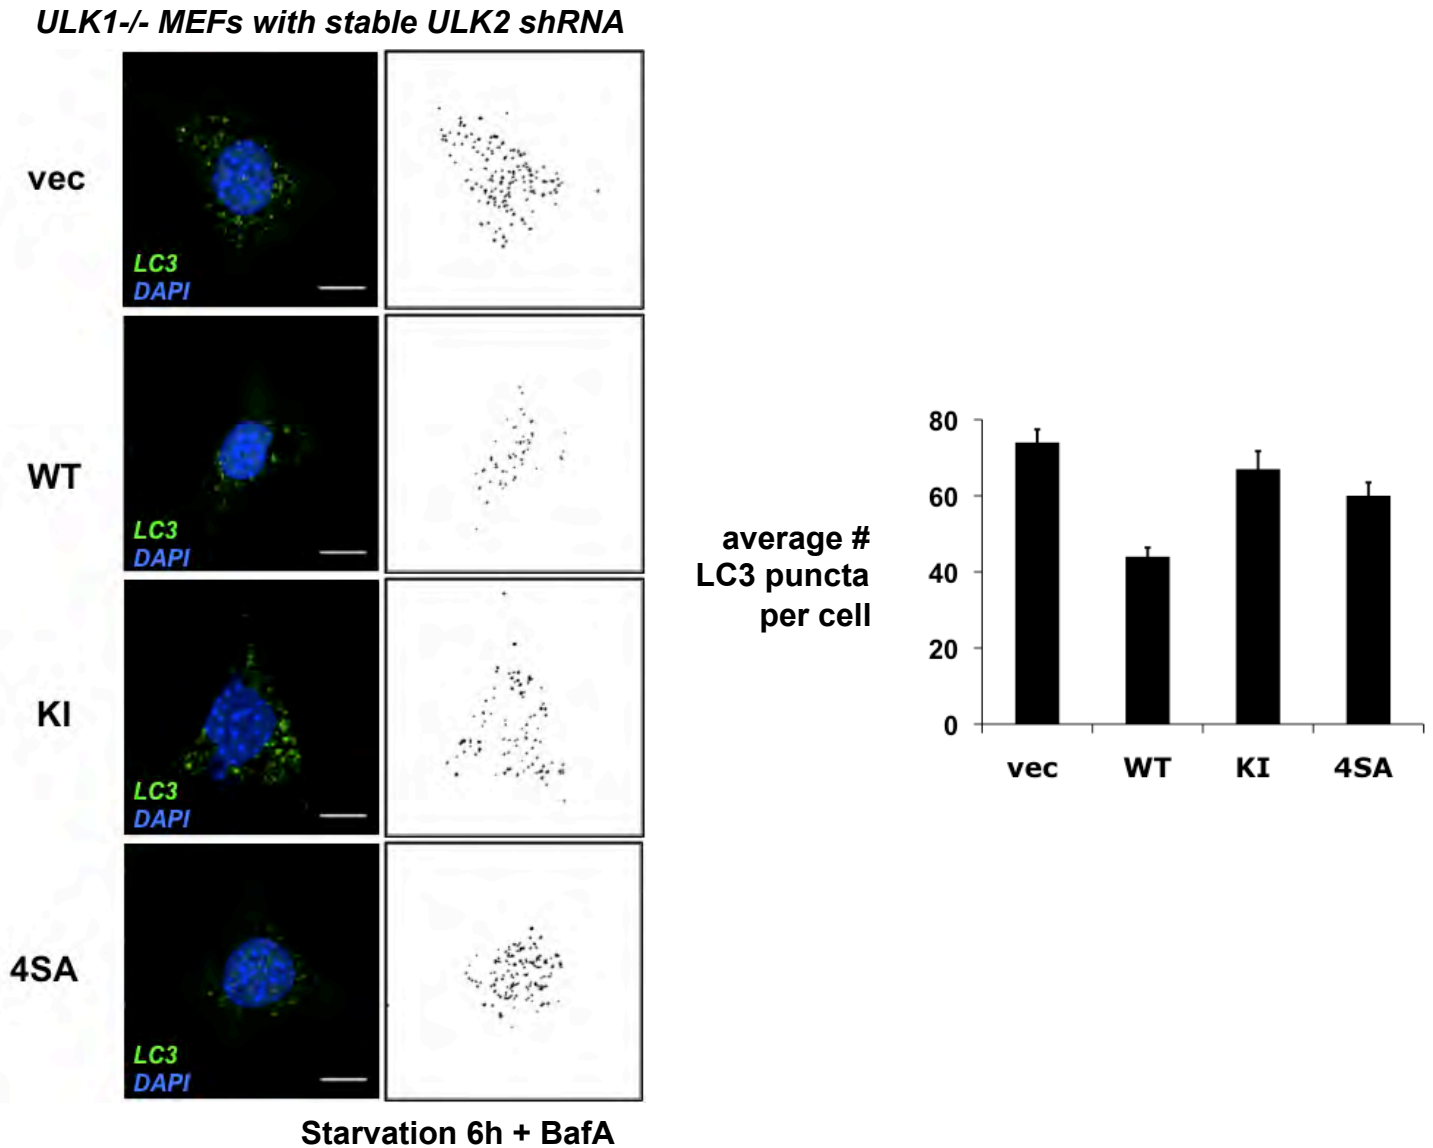 ULK1-/- MEFs with stable ULK2 shRNA
vec
LC3
DAPI
WT
LC3
DAPI
KI
LC3
DAPI
4SA
LC3
DAPI
Starvation 6h + BafA
average #
LC3 puncta
per cell
80
60
40
20
0
vec WT KI 4SA